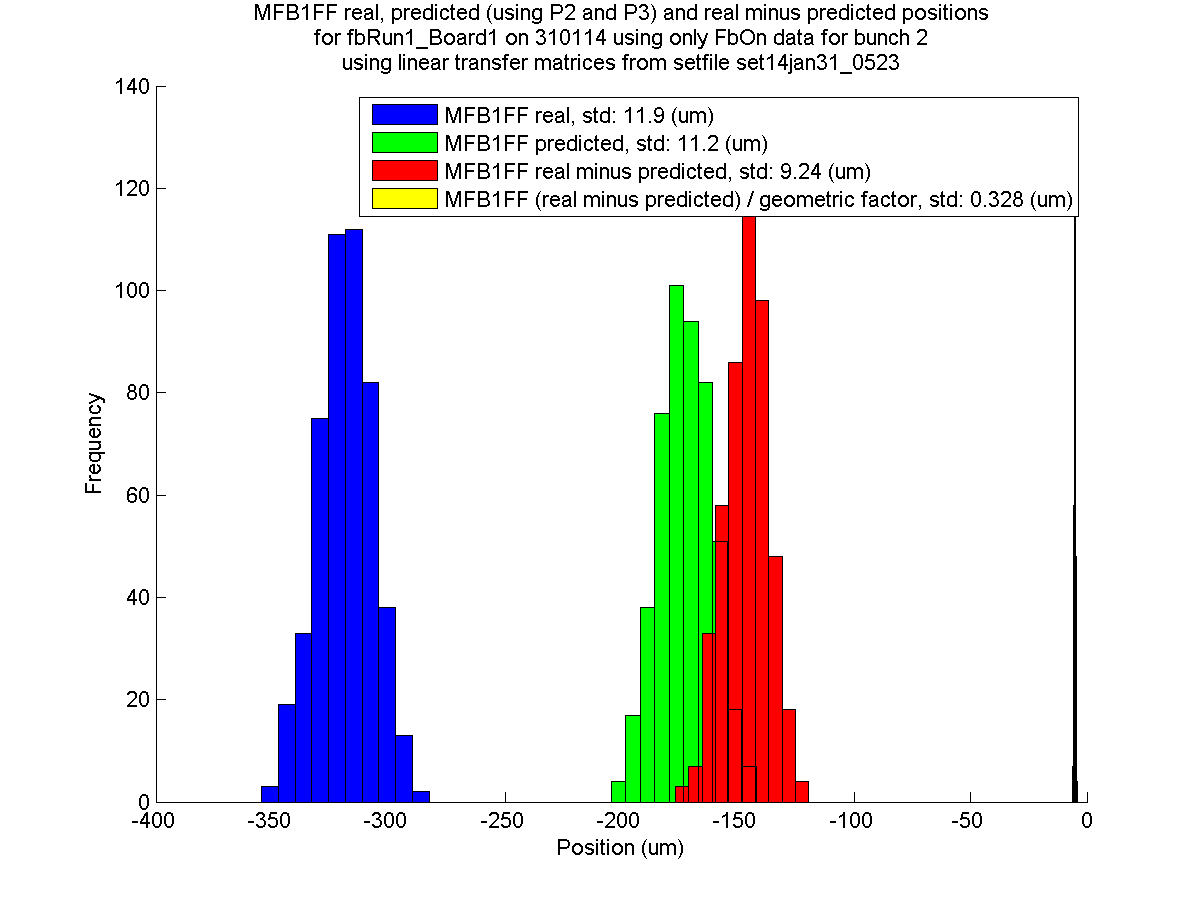 MFB1FF real, predicted (using P2 and P3) and real minus predicted positions
for fbRun1_Board1 on 310114 using only FbOn data for bunch 2
using linear transfer matrices from setfile set14jan31_0523
MFB1FF real, std: 11.9 (um)
MFB1FF predicted, std: 11.2 (um)
MFB1FF real minus predicted, std: 9.24 (um)
MFB1FF (real minus predicted) / geometric factor, std: 0.328 (um)
Frequency
140
120
100
80
60
40
20
0
-400 -350 -300 -250 -200 -150 -100 -50 0
Position (um)